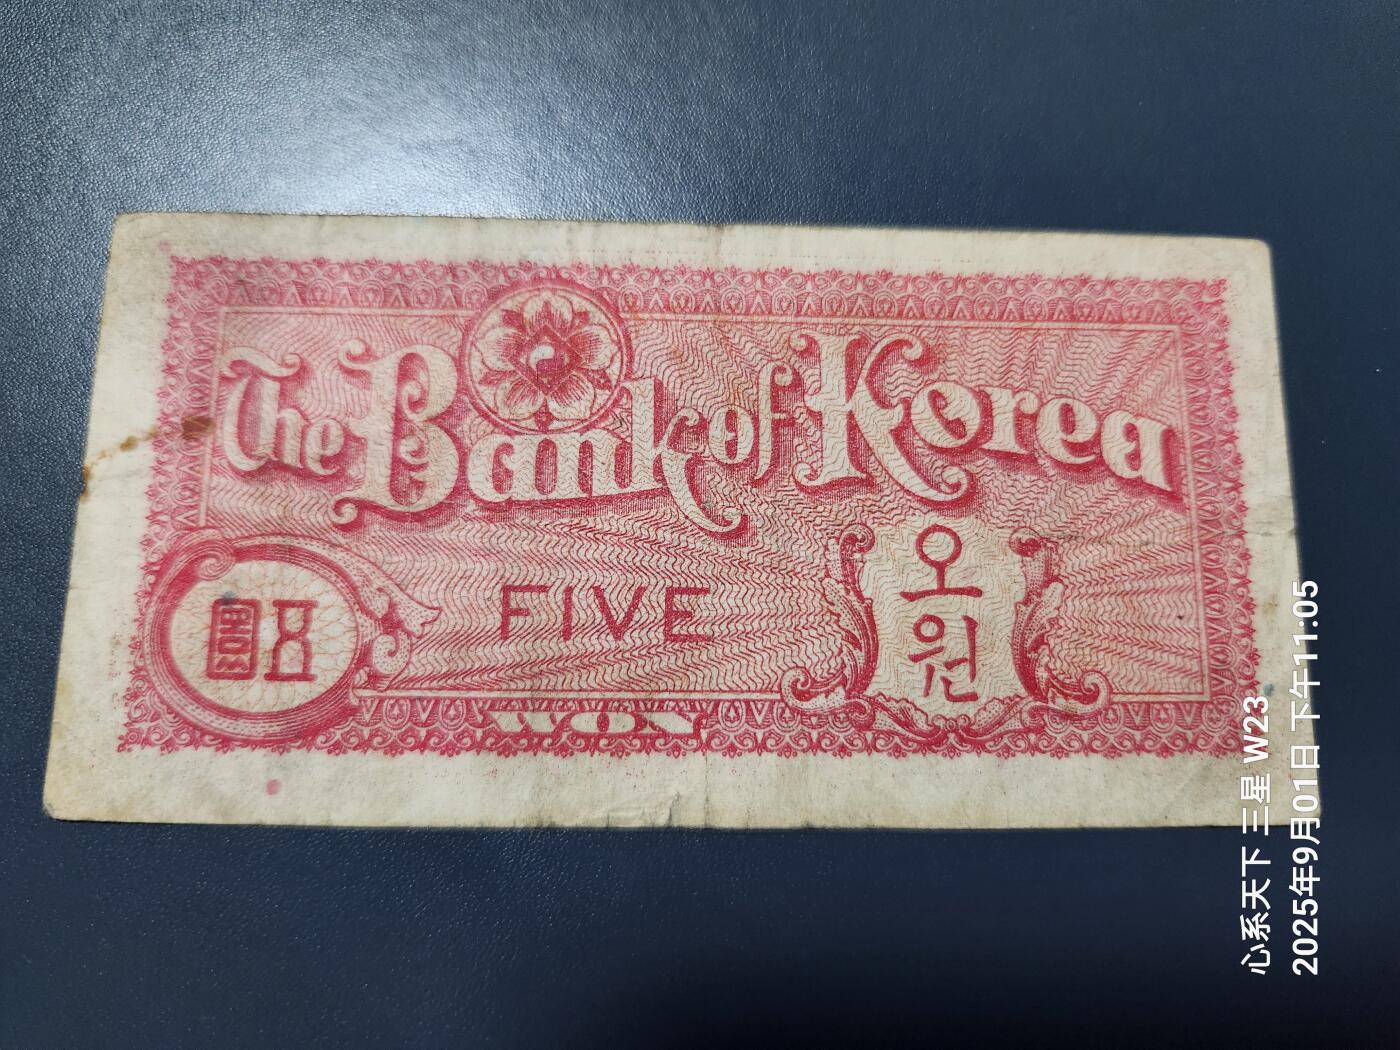 The Bank of Korea
圓五
FIVE
오
원
WON
心系天下 三星 W23
2025年9月01日 下午11:05